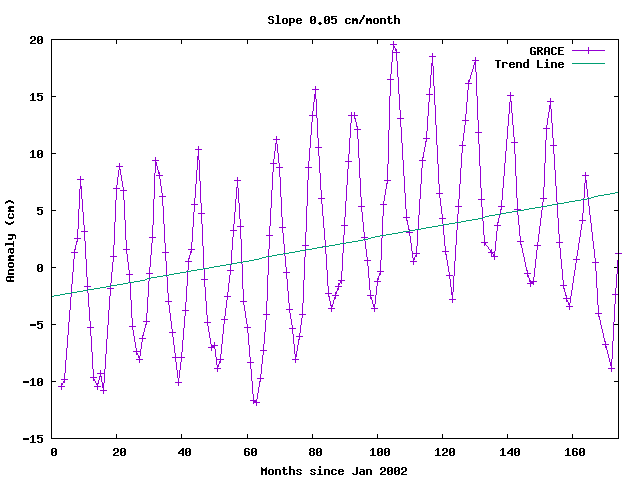 Slope 0.05 cm/month
GRACE
Trend Line
20
15
10
5
0
-5
-10
-15
Anomaly (cm)
0 20 40 60 80 100 120 140 160
Months since Jan 2002